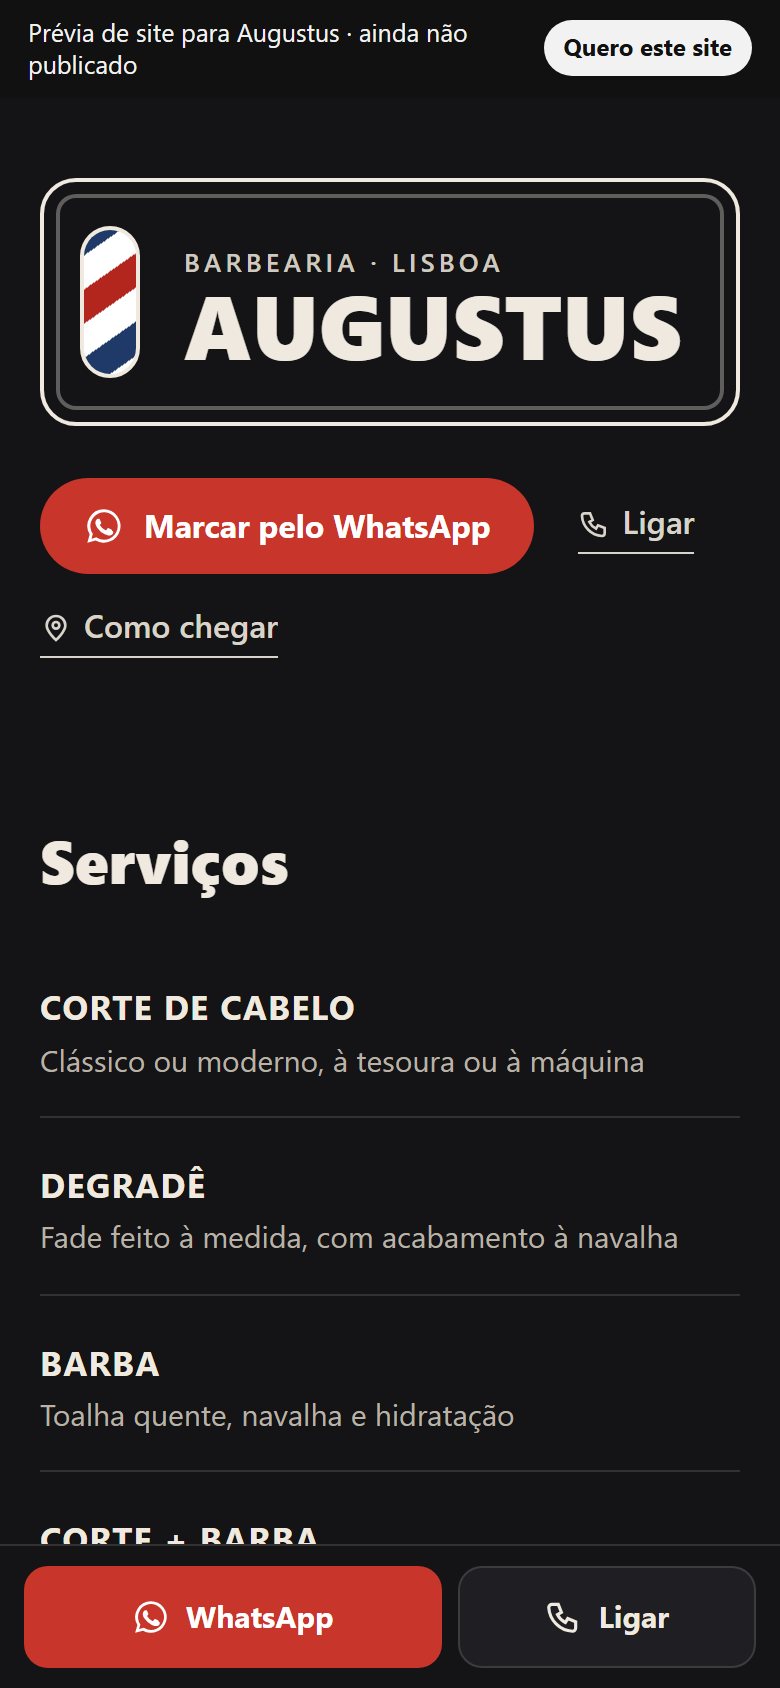 Prévia de site para Augustus · ainda não
publicado
Quero este site
BARBEARIA · LISBOA
AUGUSTUS
Marcar pelo WhatsApp
Ligar
Como chegar
Serviços
CORTE DE CABELO
Clássico ou moderno, à tesoura ou à máquina
DEGRADÊ
Fade feito à medida, com acabamento à navalha
BARBA
Toalha quente, navalha e hidratação
CORTE + BARBA
WhatsApp
Ligar